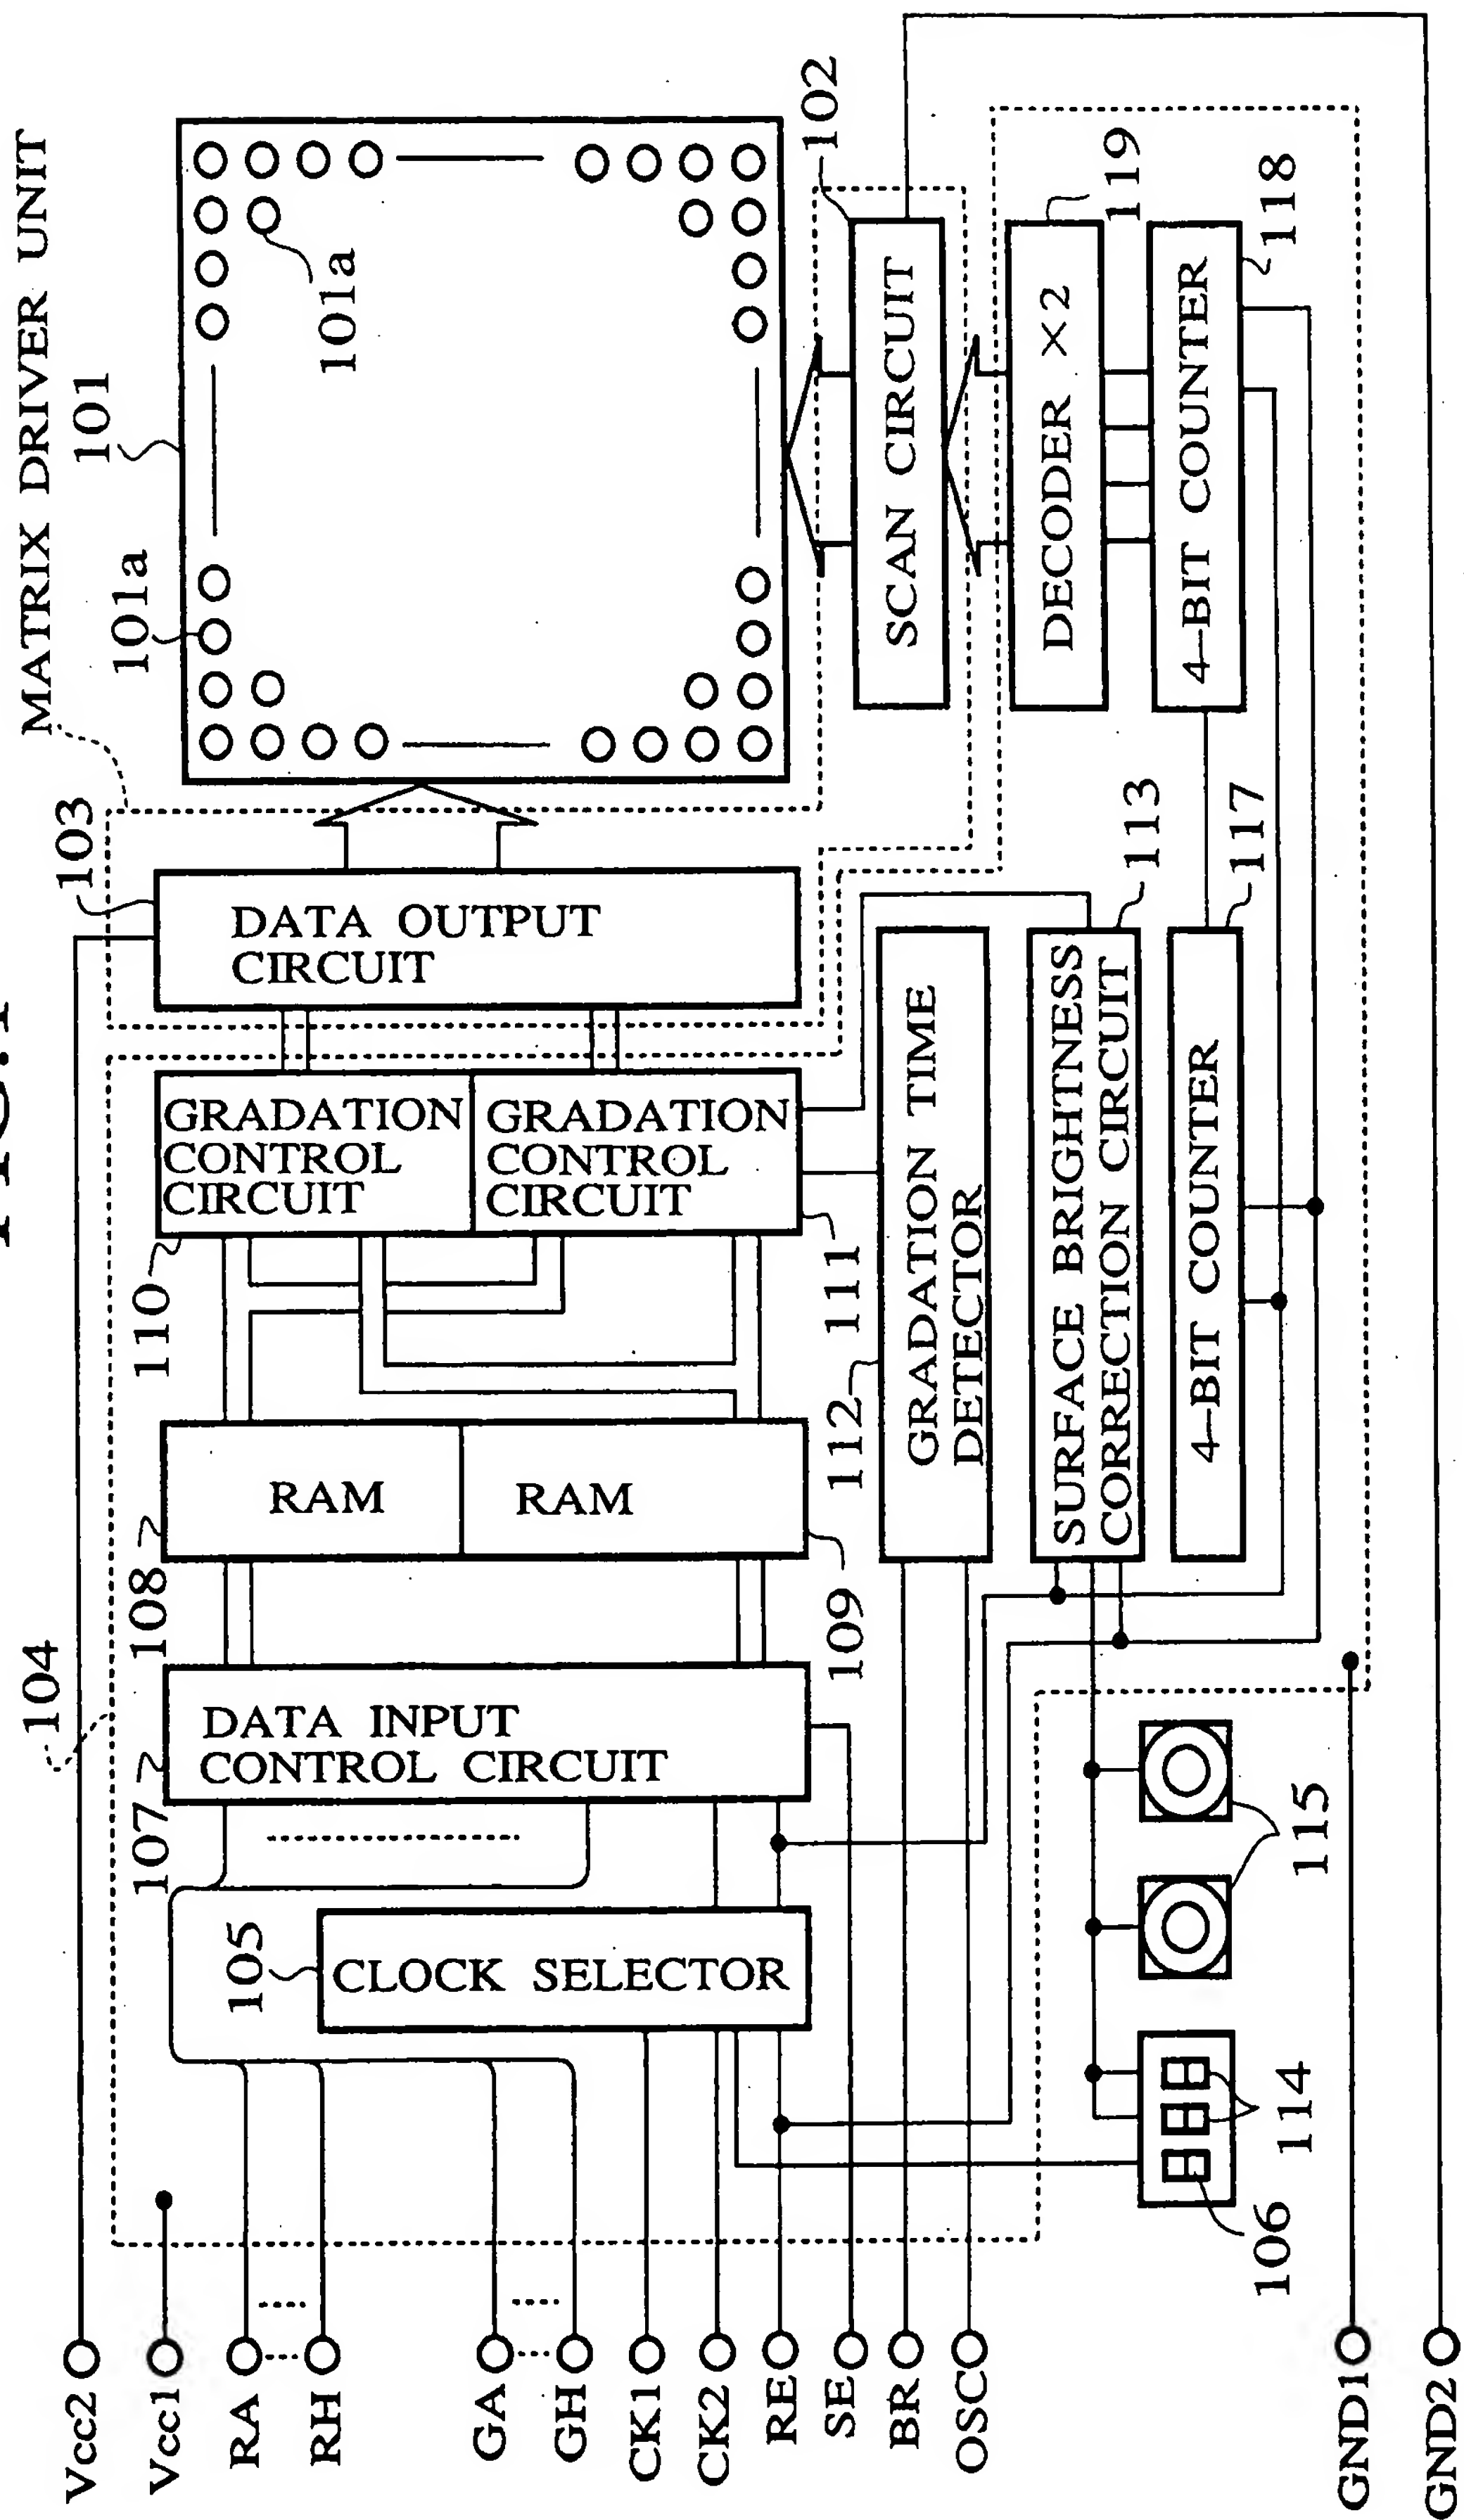 MATRIX DRIVER UNIT
101
101a
101a
102
103
DATA OUTPUT
CIRCUIT
SCAN CIRCUIT
DECODER ×2
119
4-BIT COUNTER
118
104
110
GRADATION
CONTROL
CIRCUIT
GRADATION
CONTROL
CIRCUIT
111
108
RAM
RAM
109
112
GRADATION TIME
DETECTOR
113
SURFACE BRIGHTNESS
CORRECTION CIRCUIT
117
4-BIT COUNTER
107
DATA INPUT
CONTROL CIRCUIT
105
CLOCK SELECTOR
115
114
106
Vcc2
Vcc1
RA
RH
GA
GH
CK1
CK2
RE
SE
BR
OSC
GND1
GND2